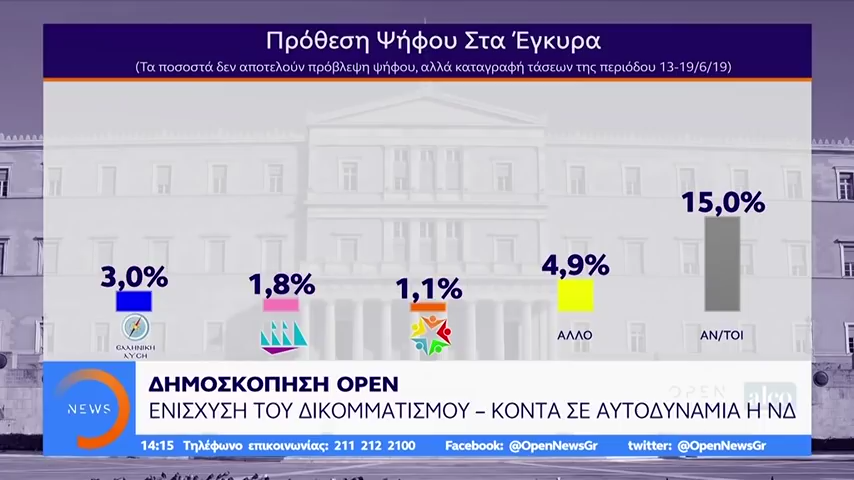 Πρόθεση Ψήφου Στα Έγκυρα
(Τα ποσοστά δεν αποτελούν πρόβλεψη ψήφου, αλλά καταγραφή τάσεων της περιόδου 13-19/6/19)
3,0%
1,8%
1,1%
4,9%
15,0%
ΕΛΛΗΝΙΚΗ
ΛΥΣΗ
ΑΛΛΟ
ΑΝ/ΤΟΙ
NEWS
ΔΗΜΟΣΚΟΠΗΣΗ OPEN
ΕΝΙΣΧΥΣΗ ΤΟΥ ΔΙΚΟΜΜΑΤΙΣΜΟΥ – ΚΟΝΤΑ ΣΕ ΑΥΤΟΔΥΝΑΜΙΑ Η ΝΔ
OPEN
alco
14:15 Τηλέφωνο επικοινωνίας: 211 212 2100 Facebook: @OpenNewsGr twitter: @OpenNewsGr